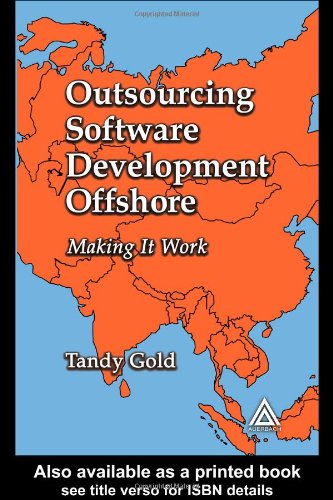 Outsourcing
Software
Development
Offshore
Making It Work
Tandy Gold
AUERBACH
Also available as a printed book
see title verso for ISBN details